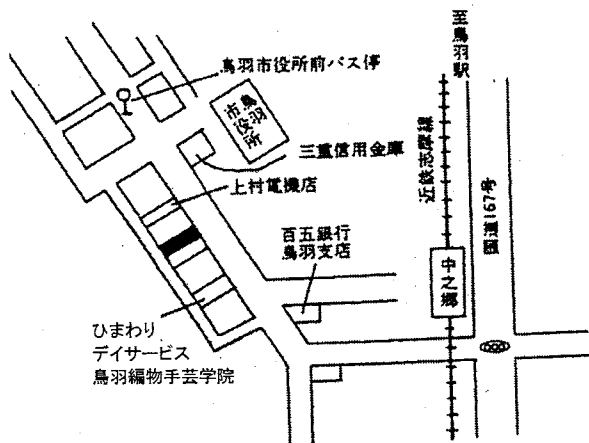 至鳥羽駅
鳥羽市役所前バス停
鳥羽
市役所
三重信用金庫
近鉄志摩線
国道167号
上村電機店
百五銀行
鳥羽支店
中之郷
ひまわり
デイサービス
鳥羽編物手芸学院